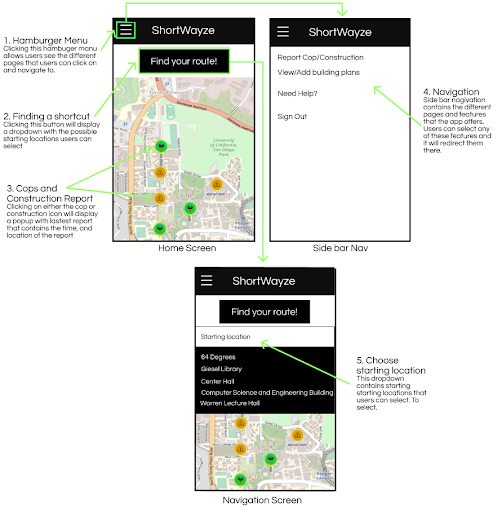 1. Hamburger Menu
Clicking this hambuger manu
allows users see the different
pages that users can click on
and navigate to.
2. Finding a shortcut
Clicking this button will display
a dropdown with the possible
starting locations users can
select
3. Cops and
Construction Report
Clicking on either the cop or
construction icon will display
a popup with lastest report
that contains the time, and
location of the report
ShortWayze
Find your route!
University
of California
San Diego
Park
Home Screen
ShortWayze
Report Cop/Construction
View/Add building plans
Need Help?
Sign Out
Side bar Nav
4. Navigation
Side bar nagivation
contains the different
pages and features
that the app offers.
Users can select any
of these features and
it will redirect them
there.
ShortWayze
Find your route!
Starting location
64 Degrees
Giesel Library
Center Hall
Computer Science and Engineering Building
Warren Lecture Hall
Navigation Screen
5. Choose
starting location
This dropdown
contains starting
starting locations that
users can select. To
select.